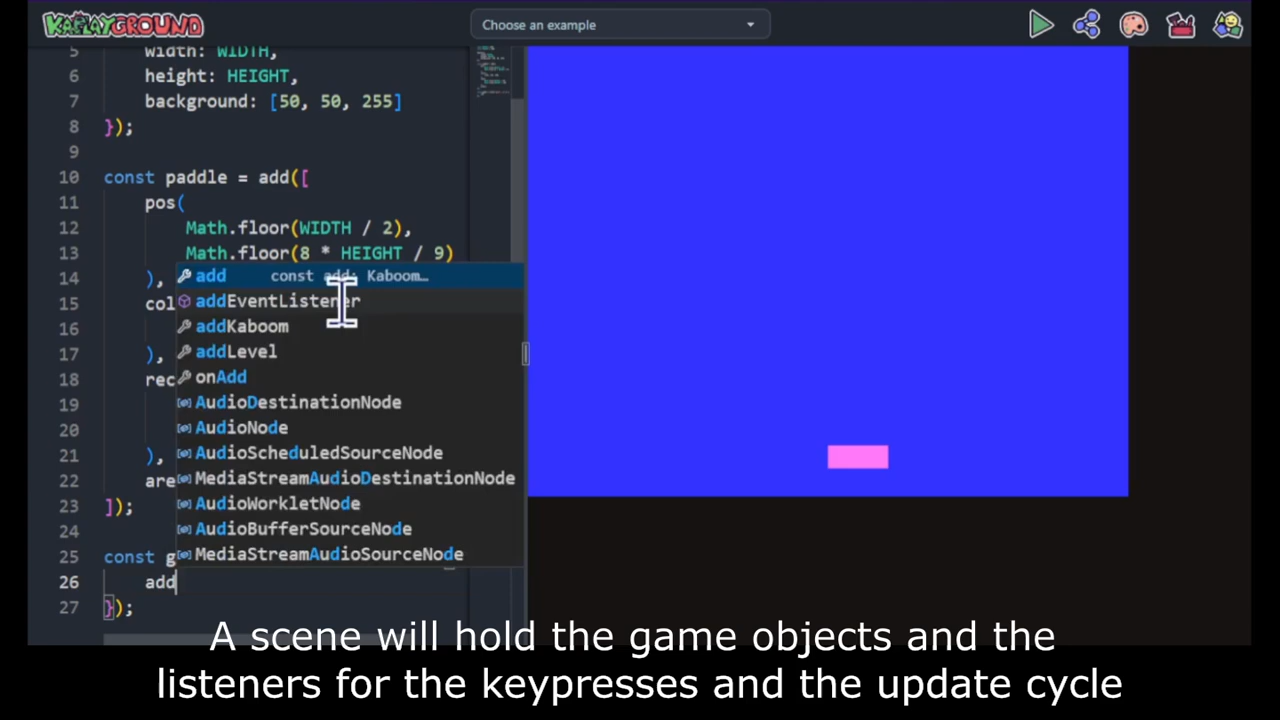 KAPLAYGROUND
Choose an example
5 width: WIDTH,
6 height: HEIGHT,
7 background: [50, 50, 255]
8 });
9
10 const paddle = add([
11 pos(
12 Math.floor(WIDTH / 2),
13 Math.floor(8 * HEIGHT / 9)
14 ),
15 col
16
17 ),
18 rec
19
20
21 ),
22 are
23 ]);
24
25 const g
26 add
27 });
add const add: Kaboom…
addEventListener
addKaboom
addLevel
onAdd
AudioDestinationNode
AudioNode
AudioScheduledSourceNode
MediaStreamAudioDestinationNode
AudioWorkletNode
AudioBufferSourceNode
MediaStreamAudioSourceNode
A scene will hold the game objects and the
listeners for the keypresses and the update cycle